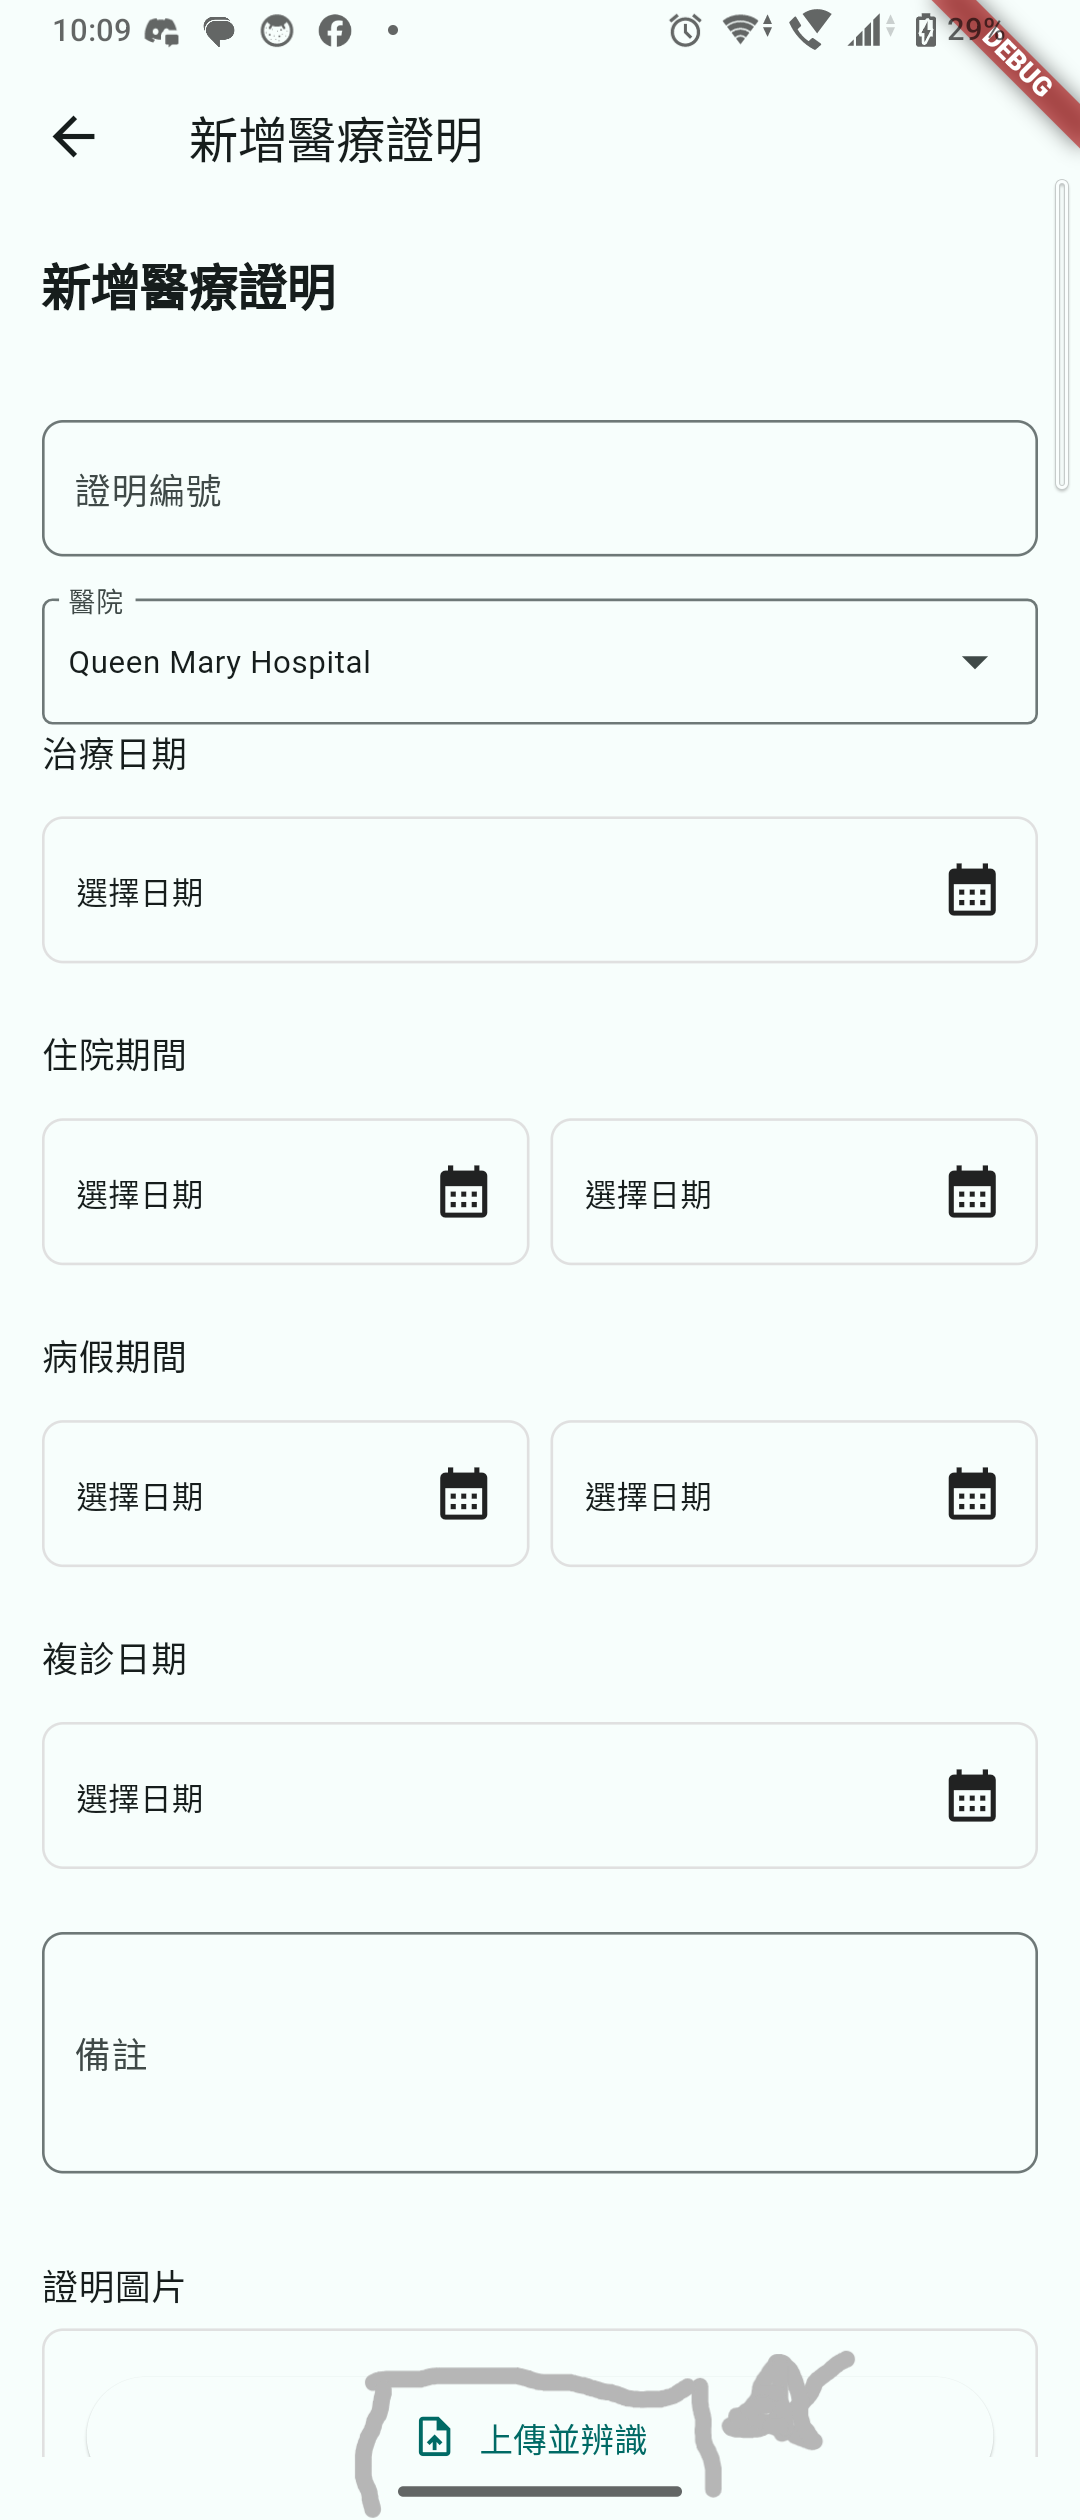 10:09
29%
DEBUG
新增醫療證明
新增醫療證明
證明編號
醫院
Queen Mary Hospital
治療日期
選擇日期
住院期間
選擇日期 選擇日期
病假期間
選擇日期 選擇日期
複診日期
選擇日期
備註
證明圖片
上傳並辨識